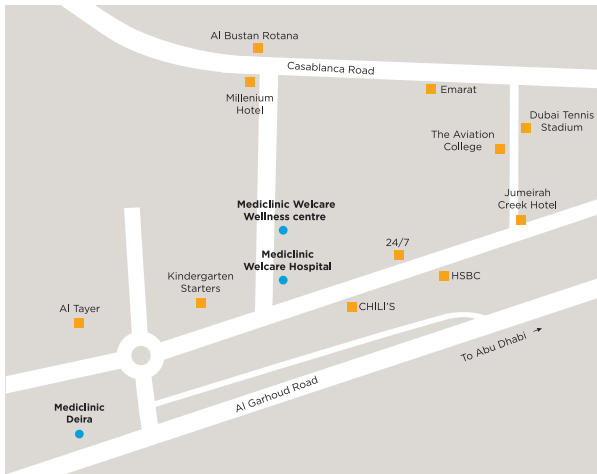 Al Bustan Rotana
Casablanca Road
Millenium
Hotel
Emarat
Dubai Tennis
Stadium
The Aviation
College
Jumeirah
Creek Hotel
Mediclinic Welcare
Wellness centre
24/7
Mediclinic
Welcare Hospital
HSBC
Kindergarten
Starters
Al Tayer
CHILI'S
To Abu Dhabi
Al Garhoud Road
Mediclinic
Deira